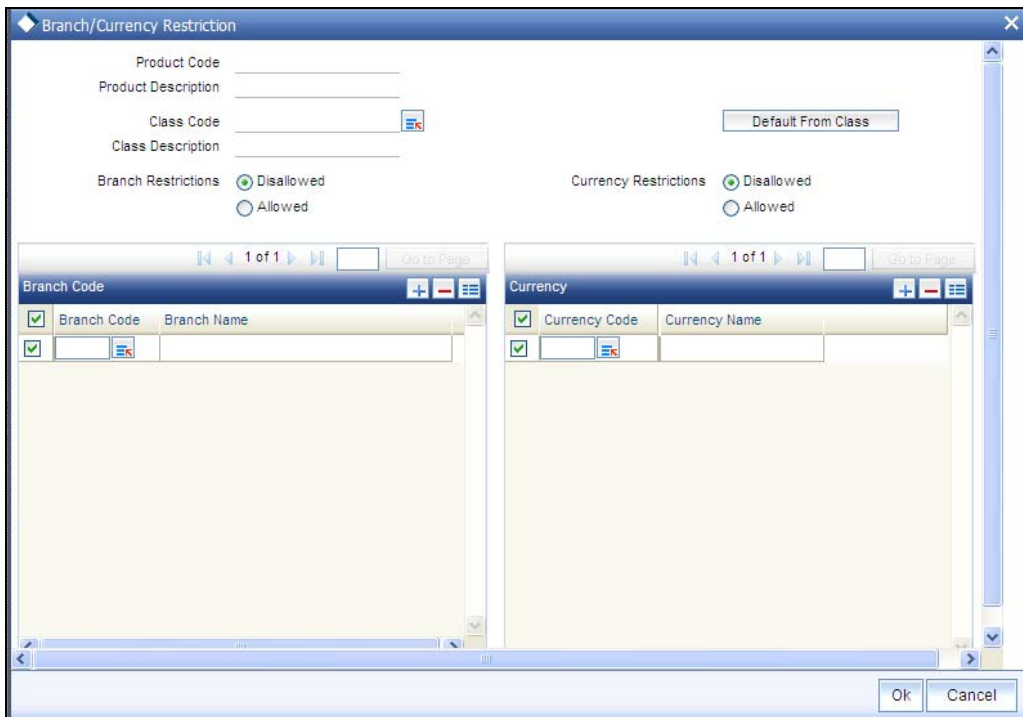 Branch/Currency Restriction
Product Code
Product Description
Class Code
Default From Class
Class Description
Branch Restrictions
Disallowed
Allowed
Currency Restrictions
Disallowed
Allowed
1 of 1
Go to Page
1 of 1
Go to Page
Branch Code
Branch Code Branch Name
Currency
Currency Code Currency Name
Ok
Cancel